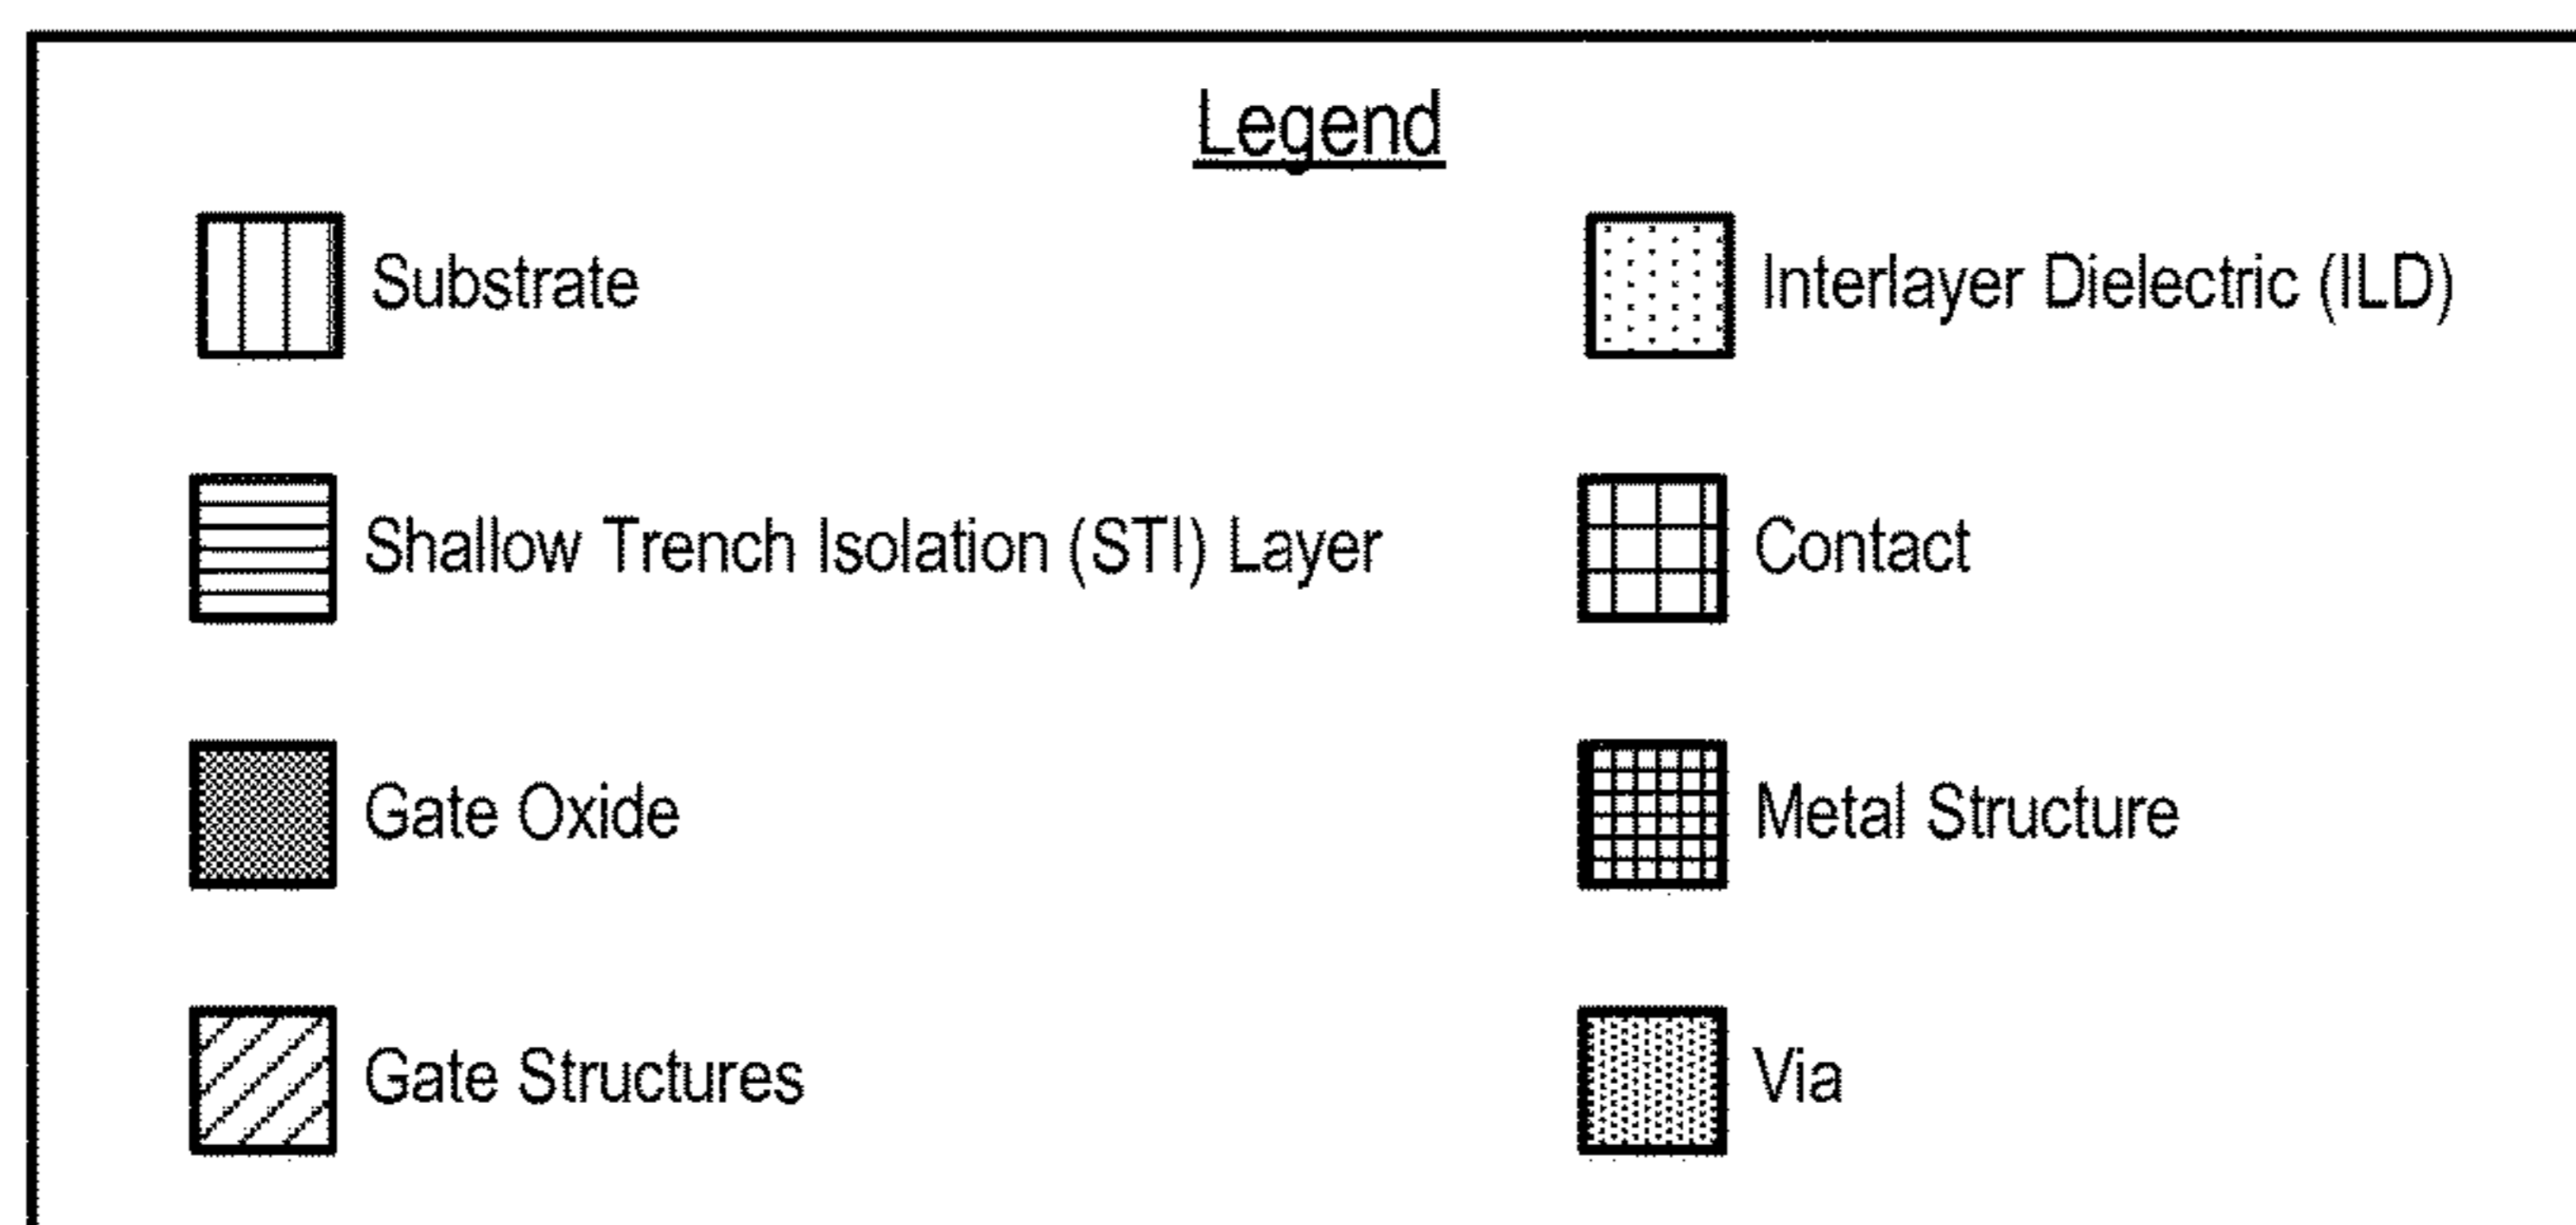 Legend
Substrate
Interlayer Dielectric (ILD)
Shallow Trench Isolation (STI) Layer
Contact
Gate Oxide
Metal Structure
Gate Structures
Via